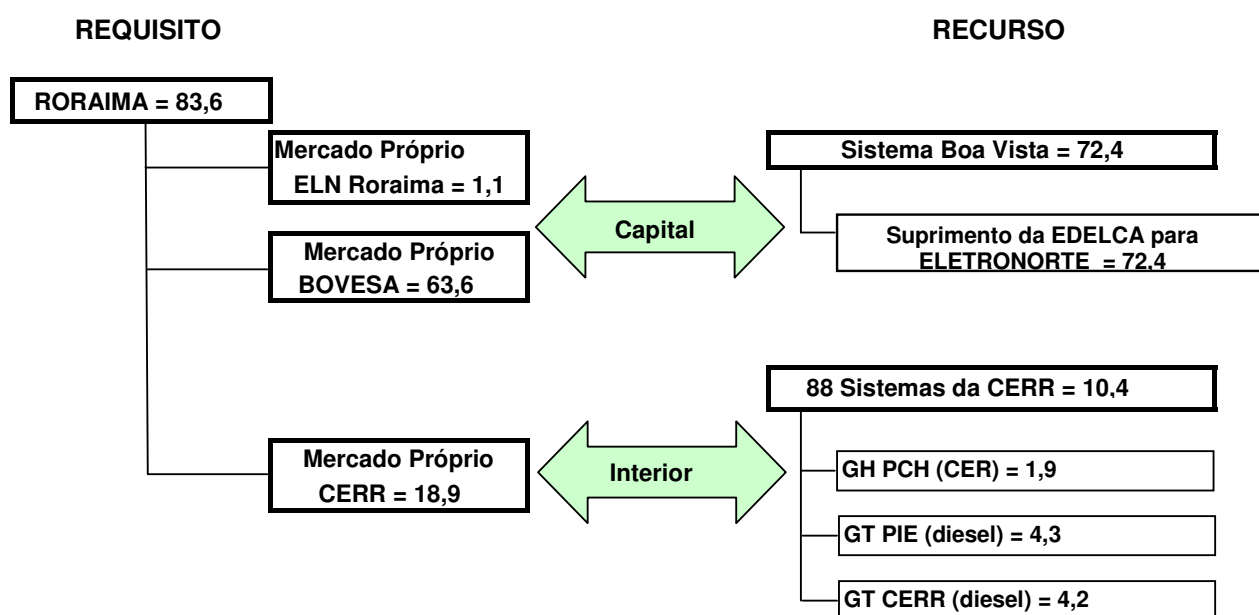 REQUISITO
RECURSO
RORAIMA = 83,6
Mercado Próprio
ELN Roraima = 1,1
Mercado Próprio
BOVESA = 63,6
Mercado Próprio
CERR = 18,9
Capital
Interior
Sistema Boa Vista = 72,4
Suprimento da EDELCA para
ELETRONORTE = 72,4
88 Sistemas da CERR = 10,4
GH PCH (CER) = 1,9
GT PIE (diesel) = 4,3
GT CERR (diesel) = 4,2